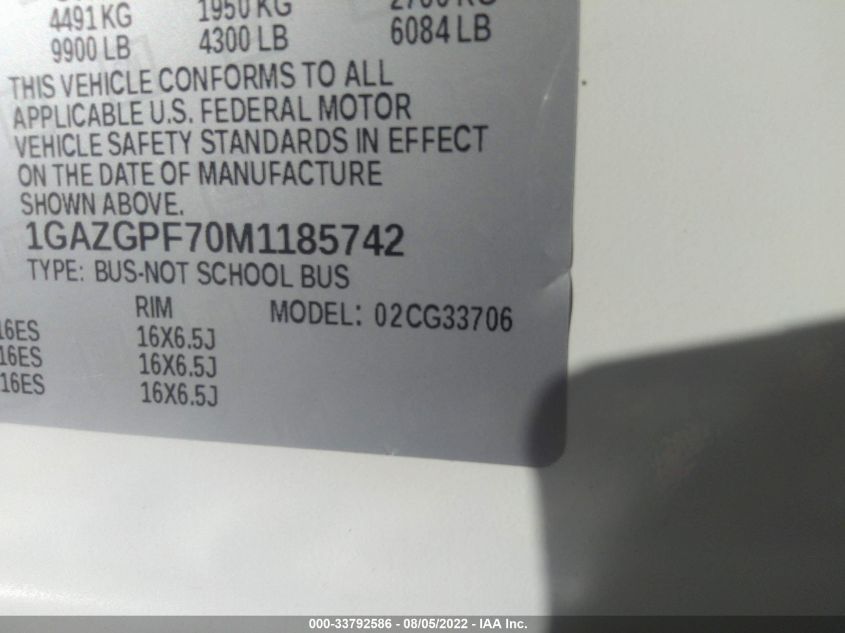 4491 KG 1950 KG
9900 LB 4300 LB 6084 LB
THIS VEHICLE CONFORMS TO ALL
APPLICABLE U.S. FEDERAL MOTOR
VEHICLE SAFETY STANDARDS IN EFFECT
ON THE DATE OF MANUFACTURE
SHOWN ABOVE.
1GAZGPF70M1185742
TYPE: BUS-NOT SCHOOL BUS
RIM MODEL: 02CG33706
16ES 16X6.5J
16ES 16X6.5J
16ES 16X6.5J
000-33792586 - 08/05/2022 - IAA Inc.